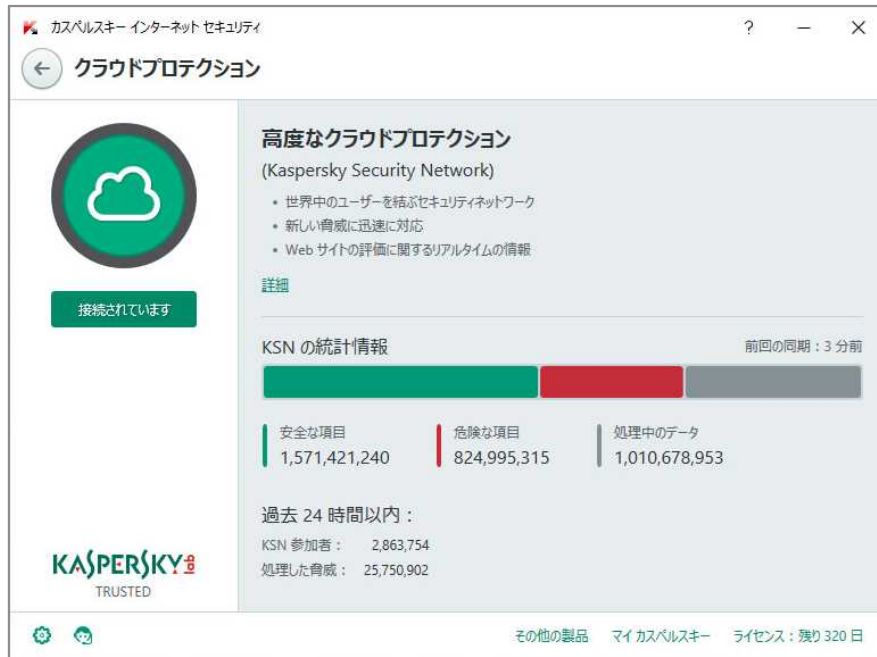 カスペルスキー インターネット セキュリティ
クラウドプロテクション
高度なクラウドプロテクション
(Kaspersky Security Network)
• 世界中のユーザーを結ぶセキュリティネットワーク
• 新しい脅威に迅速に対応
• Web サイトの評価に関するリアルタイムの情報
詳細
接続されています
KSN の統計情報
前回の同期:3 分前
安全な項目
1,571,421,240
危険な項目
824,995,315
処理中のデータ
1,010,678,953
過去 24 時間以内:
KSN 参加者: 2,863,754
処理した脅威: 25,750,902
KASPERSKY lab
TRUSTED
その他の製品 マイ カスペルスキー ライセンス:残り 320 日